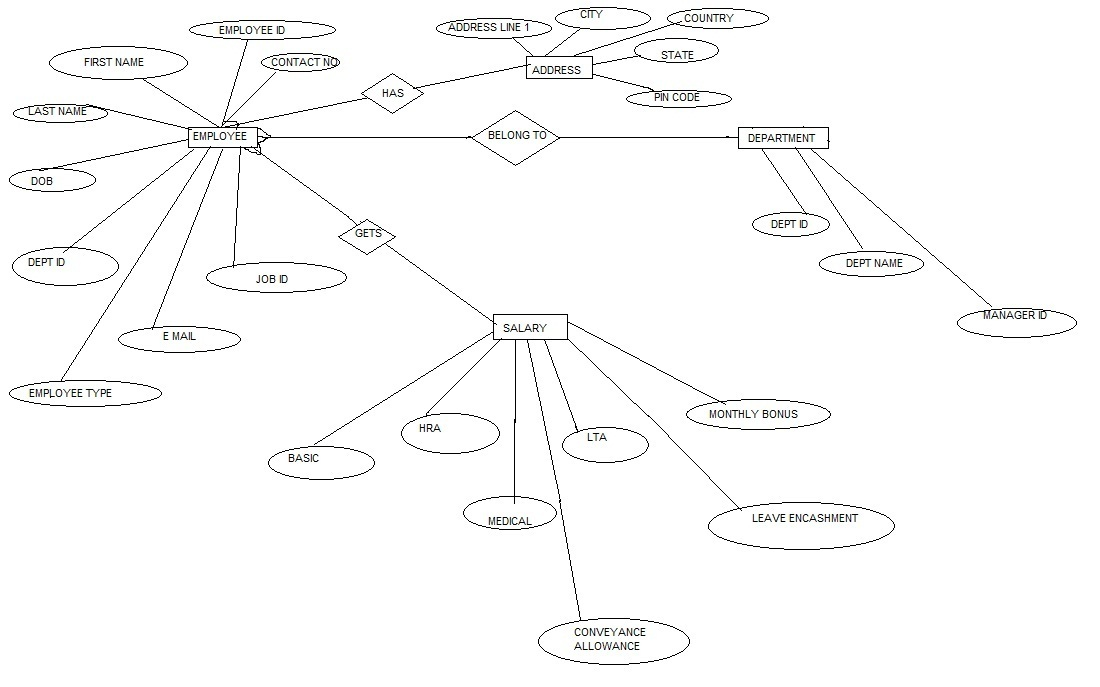 CITY
COUNTRY
ADDRESS LINE 1
EMPLOYEE ID
STATE
FIRST NAME
CONTACT NO
ADDRESS
HAS
PIN CODE
LAST NAME
EMPLOYEE
BELONG TO
DEPARTMENT
DOB
DEPT ID
GETS
DEPT ID
DEPT NAME
JOB ID
MANAGER ID
SALARY
E MAIL
EMPLOYEE TYPE
MONTHLY BONUS
HRA
LTA
BASIC
MEDICAL
LEAVE ENCASHMENT
CONVEYANCE
ALLOWANCE